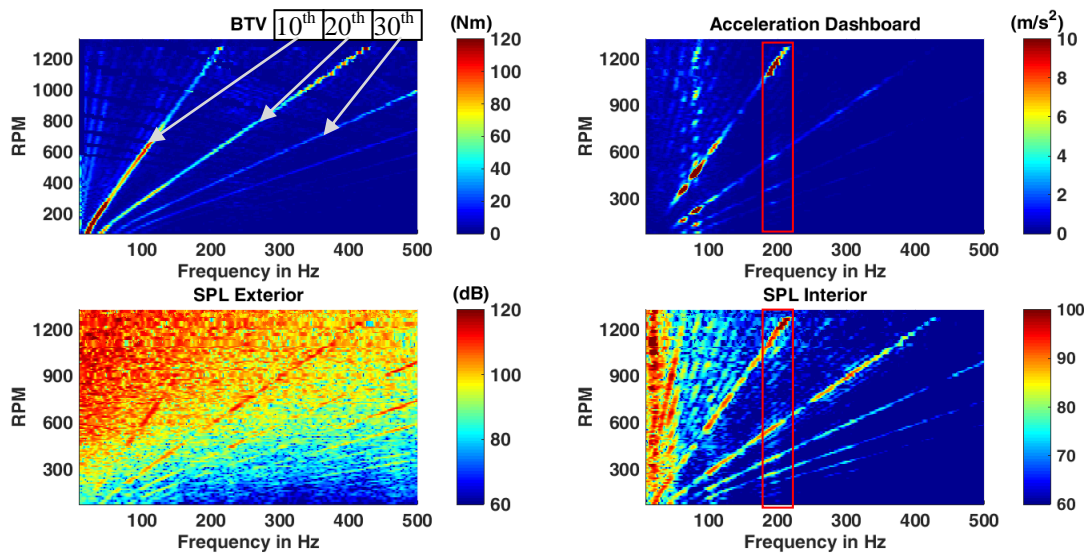 BTV 10th 20th 30th (Nm)
1200
1000
800
600
400
200
RPM
100 200 300 400 500
Frequency in Hz
120
100
80
60
40
20
0
Acceleration Dashboard (m/s2)
1200
900
600
300
RPM
100 200 300 400 500
Frequency in Hz
10
8
6
4
2
0
SPL Exterior (dB)
1200
900
600
300
RPM
100 200 300 400 500
Frequency in Hz
120
100
80
60
SPL Interior
1200
900
600
300
RPM
100 200 300 400 500
Frequency in Hz
100
90
80
70
60